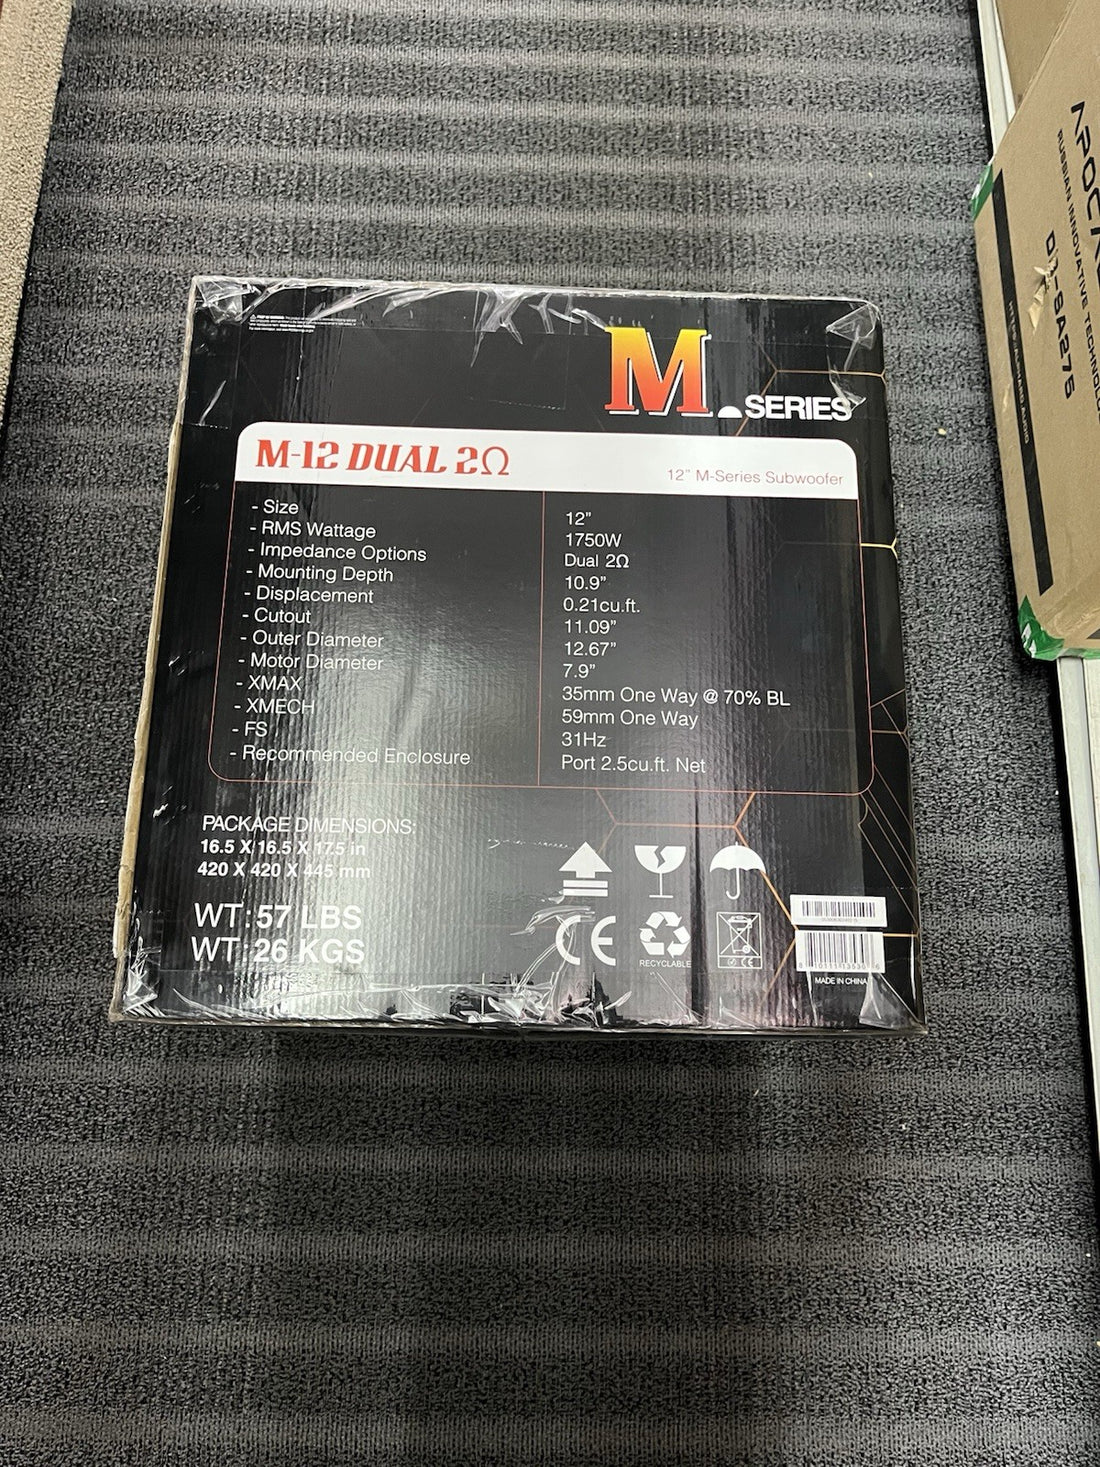 M.SERIES
M-12 DUAL 2Ω
12" M-Series Subwoofer
- Size 12"
- RMS Wattage 1750W
- Impedance Options Dual 2Ω
- Mounting Depth 10.9"
- Displacement 0.21cu.ft.
- Cutout 11.09"
- Outer Diameter 12.67"
- Motor Diameter 7.9"
- XMAX 35mm One Way @ 70% BL
- XMECH 59mm One Way
- FS 31Hz
- Recommended Enclosure Port 2.5cu.ft. Net
PACKAGE DIMENSIONS:
16.5 X 16.5 X 17.5 in
420 X 420 X 445 mm
WT: 57 LBS
WT: 26 KGS
CE
RECYCLABLE
CE
MADE IN CHINA
RUSSIAN INNOVATIVE